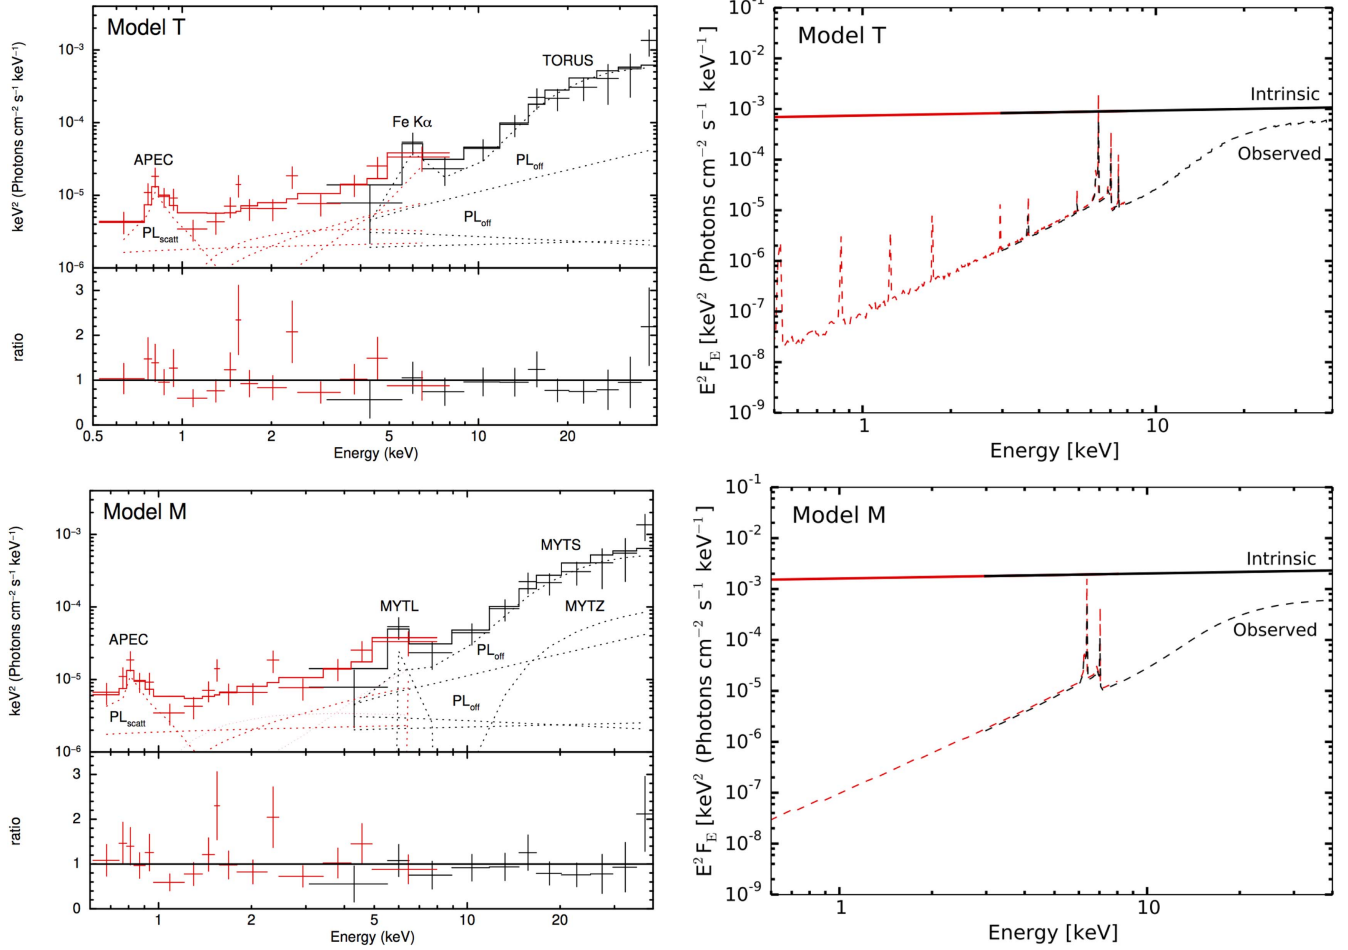 Model T
keV² (Photons cm⁻² s⁻¹ keV⁻¹)
10⁻³
10⁻⁴
10⁻⁵
10⁻⁶
APEC
PLscatt
Fe Kα
TORUS
PLoff
PLoff
ratio
3
2
1
0
0.5 1 2 5 10 20
Energy (keV)
Model T
E² F_E [keV² (Photons cm⁻² s⁻¹ keV⁻¹]
10⁻¹
10⁻²
10⁻³
10⁻⁴
10⁻⁵
10⁻⁶
10⁻⁷
10⁻⁸
10⁻⁹
Intrinsic
Observed
1 10
Energy [keV]
Model M
keV² (Photons cm⁻² s⁻¹ keV⁻¹)
10⁻³
10⁻⁴
10⁻⁵
10⁻⁶
APEC
PLscatt
MYTL
MYTS
MYTZ
PLoff
PLoff
ratio
3
2
1
0
1 2 5 10 20
Energy (keV)
Model M
E² F_E [keV² (Photons cm⁻² s⁻¹ keV⁻¹]
10⁻¹
10⁻²
10⁻³
10⁻⁴
10⁻⁵
10⁻⁶
10⁻⁷
10⁻⁸
10⁻⁹
Intrinsic
Observed
1 10
Energy [keV]